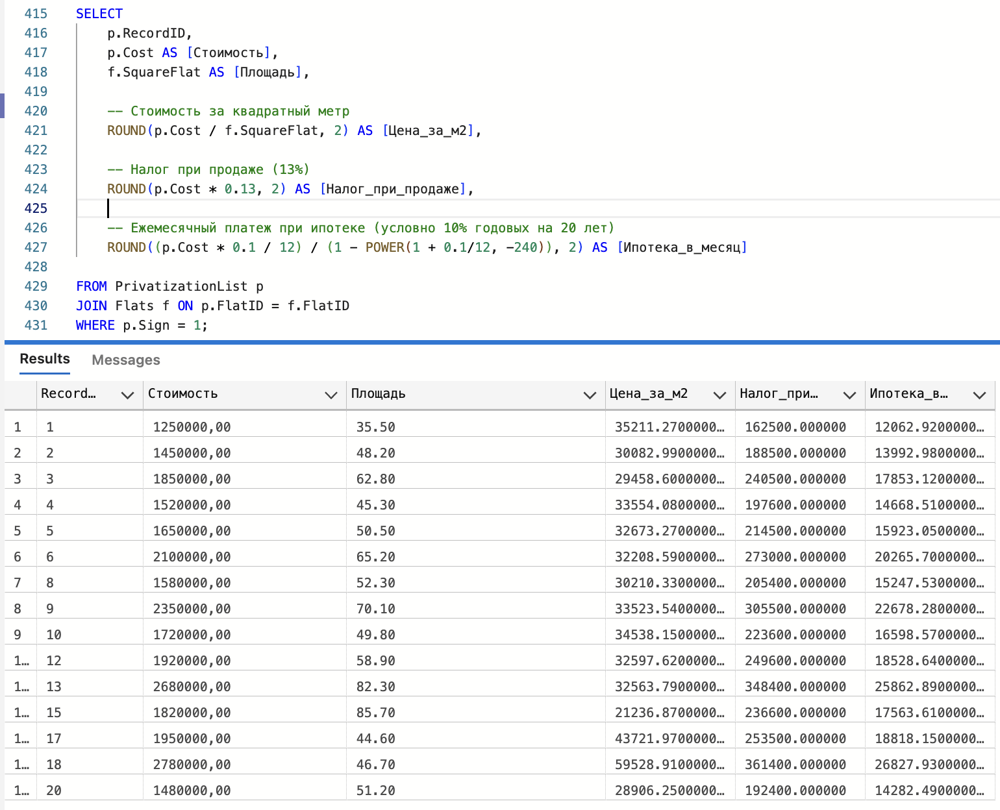 415 SELECT
416 p.RecordID,
417 p.Cost AS [Стоимость],
418 f.SquareFlat AS [Площадь],
419
420 -- Стоимость за квадратный метр
421 ROUND(p.Cost / f.SquareFlat, 2) AS [Цена_за_м2],
422
423 -- Налог при продаже (13%)
424 ROUND(p.Cost * 0.13, 2) AS [Налог_при_продаже],
425
426 -- Ежемесячный платеж при ипотеке (условно 10% годовых на 20 лет)
427 ROUND((p.Cost * 0.1 / 12) / (1 - POWER(1 + 0.1/12, -240)), 2) AS [Ипотека_в_месяц]
428
429 FROM PrivatizationList p
430 JOIN Flats f ON p.FlatID = f.FlatID
431 WHERE p.Sign = 1;
Results Messages
Record… Стоимость Площадь Цена_за_м2 Налог_при… Ипотека_в…
1 1 1250000,00 35.50 35211.2700000… 162500.000000 12062.9200000…
2 2 1450000,00 48.20 30082.9900000… 188500.000000 13992.9800000…
3 3 1850000,00 62.80 29458.6000000… 240500.000000 17853.1200000…
4 4 1520000,00 45.30 33554.0800000… 197600.000000 14668.5100000…
5 5 1650000,00 50.50 32673.2700000… 214500.000000 15923.0500000…
6 6 2100000,00 65.20 32208.5900000… 273000.000000 20265.7000000…
7 8 1580000,00 52.30 30210.3300000… 205400.000000 15247.5300000…
8 9 2350000,00 70.10 33523.5400000… 305500.000000 22678.2800000…
9 10 1720000,00 49.80 34538.1500000… 223600.000000 16598.5700000…
1… 12 1920000,00 58.90 32597.6200000… 249600.000000 18528.6400000…
1… 13 2680000,00 82.30 32563.7900000… 348400.000000 25862.8900000…
1… 15 1820000,00 85.70 21236.8700000… 236600.000000 17563.6100000…
1… 17 1950000,00 44.60 43721.9700000… 253500.000000 18818.1500000…
1… 18 2780000,00 46.70 59528.9100000… 361400.000000 26827.9300000…
1… 20 1480000,00 51.20 28906.2500000… 192400.000000 14282.4900000…